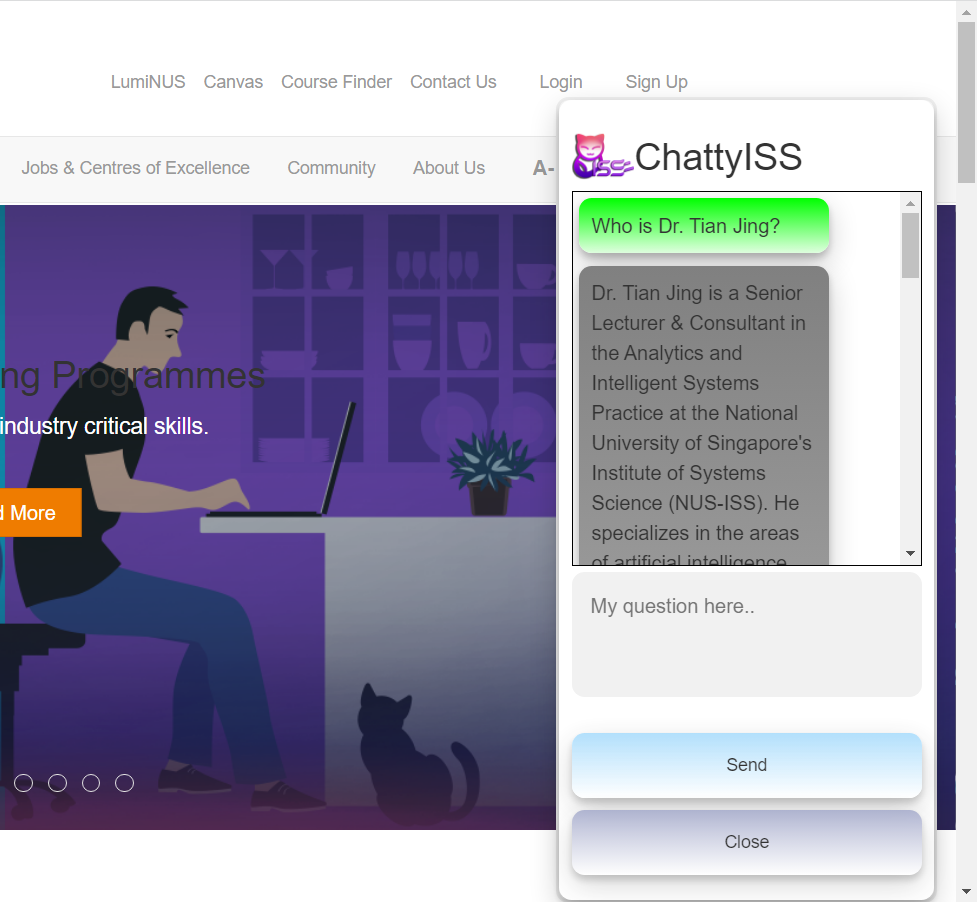 LumiNUS Canvas Course Finder Contact Us Login Sign Up
Jobs & Centres of Excellence Community About Us A-
ng Programmes
industry critical skills.
d More
ISS ChattyISS
Who is Dr. Tian Jing?
Dr. Tian Jing is a Senior
Lecturer & Consultant in
the Analytics and
Intelligent Systems
Practice at the National
University of Singapore's
Institute of Systems
Science (NUS-ISS). He
specializes in the areas
of artificial intelligence
My question here..
Send
Close